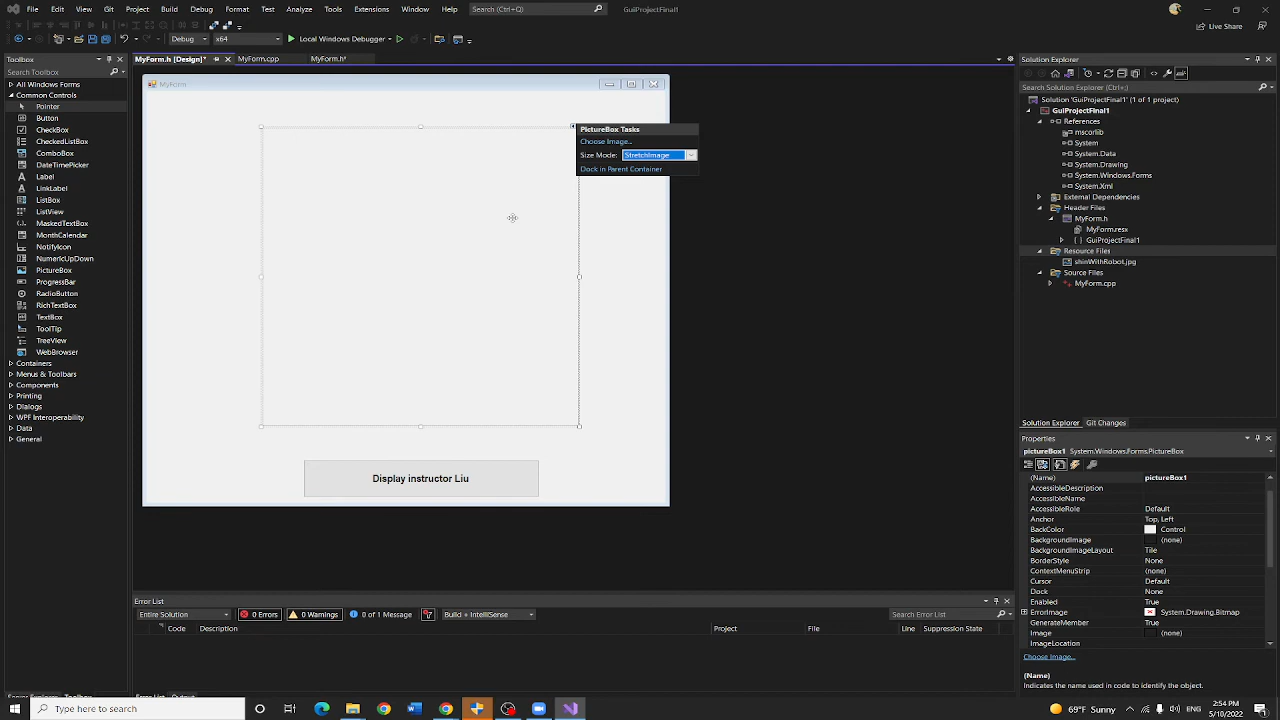 File Edit View Git Project Build Debug Design Format Test Analyze Tools Extensions Window Help Search (Ctrl+Q) GuiProjectFinal1
Live Share
Debug x64 Local Windows Debugger
Toolbox
Search Toolbox
All Windows Forms
Common Controls
Pointer
Button
CheckBox
CheckedListBox
ComboBox
DateTimePicker
Label
LinkLabel
ListBox
ListView
MaskedTextBox
MonthCalendar
NotifyIcon
NumericUpDown
PictureBox
ProgressBar
RadioButton
RichTextBox
TextBox
ToolTip
TreeView
WebBrowser
Containers
Menus & Toolbars
Components
Printing
Dialogs
WPF Interoperability
Data
General
MyForm.h [Design]* MyForm.cpp MyForm.h*
MyForm
PictureBox Tasks
Choose Image...
Size Mode: StretchImage
Dock in Parent Container
Display instructor Liu
Error List
Entire Solution 0 Errors 0 Warnings 0 of 1 Message Build + IntelliSense Search Error List
Code Description Project File Line Suppression State
Solution Explorer
Search Solution Explorer (Ctrl+;)
Solution 'GuiProjectFinal1' (1 of 1 project)
GuiProjectFinal1
References
mscorlib
System
System.Data
System.Drawing
System.Windows.Forms
System.Xml
External Dependencies
Header Files
MyForm.h
MyForm.resx
{ } GuiProjectFinal1
Resource Files
shinWithRobot.jpg
Source Files
MyForm.cpp
Solution Explorer Git Changes
Properties
pictureBox1 System.Windows.Forms.PictureBox
(Name) pictureBox1
AccessibleDescription
AccessibleName
AccessibleRole Default
Anchor Top, Left
BackColor Control
BackgroundImage (none)
BackgroundImageLayout Tile
BorderStyle None
ContextMenuStrip (none)
Cursor Default
Dock None
Enabled True
ErrorImage System.Drawing.Bitmap
GenerateMember True
Image (none)
ImageLocation
Choose Image...
(Name)
Indicates the name used in code to identify the object.
Type here to search
69°F Sunny
2:54 PM
5/10/2022